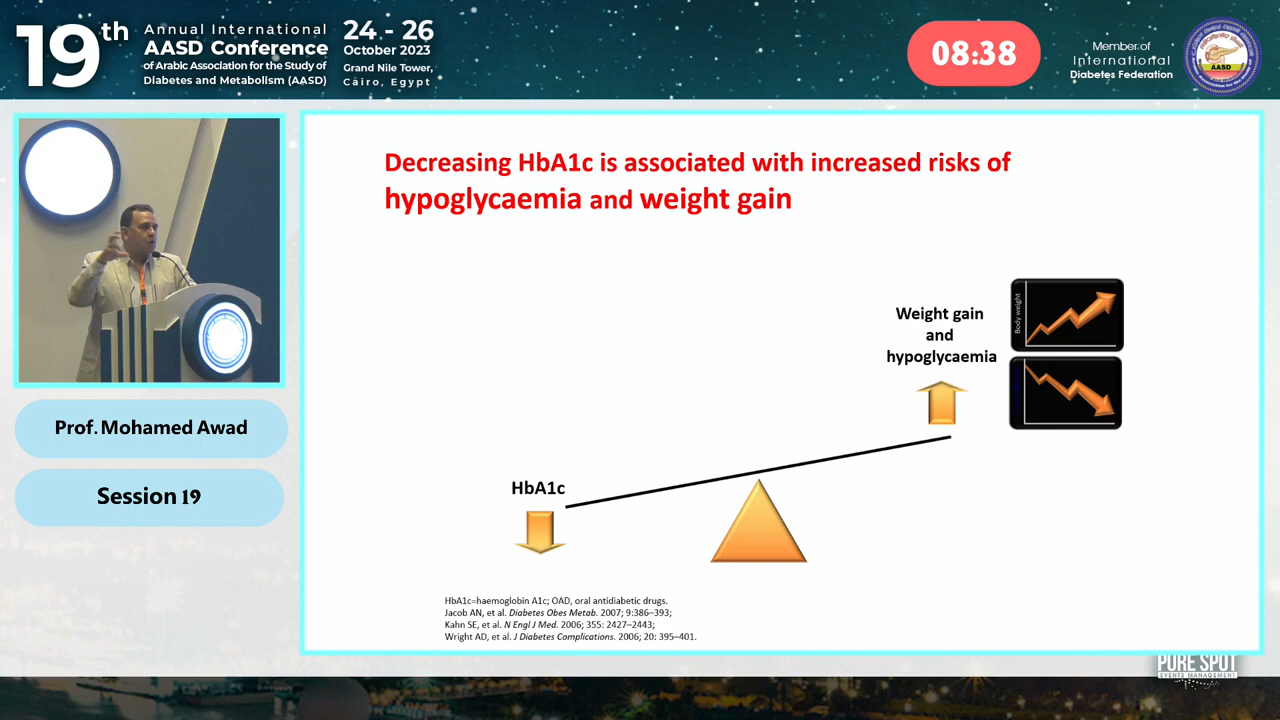 19th
Annual International
AASD Conference
of Arabic Association for the Study of
Diabetes and Metabolism (AASD)
24 - 26
October 2023
Grand Nile Tower,
Cairo, Egypt
08:38
Member of
International
Diabetes Federation
AASD
Prof. Mohamed Awad
Session 19
Decreasing HbA1c is associated with increased risks of
hypoglycaemia and weight gain
Weight gain
and
hypoglycaemia
Body weight
HbA1c
HbA1c=haemoglobin A1c; OAD, oral antidiabetic drugs.
Jacob AN, et al. Diabetes Obes Metab. 2007; 9:386–393;
Kahn SE, et al. N Engl J Med. 2006; 355: 2427–2443;
Wright AD, et al. J Diabetes Complications. 2006; 20: 395–401.
PURE SPOT
EVENTS MANAGEMENT